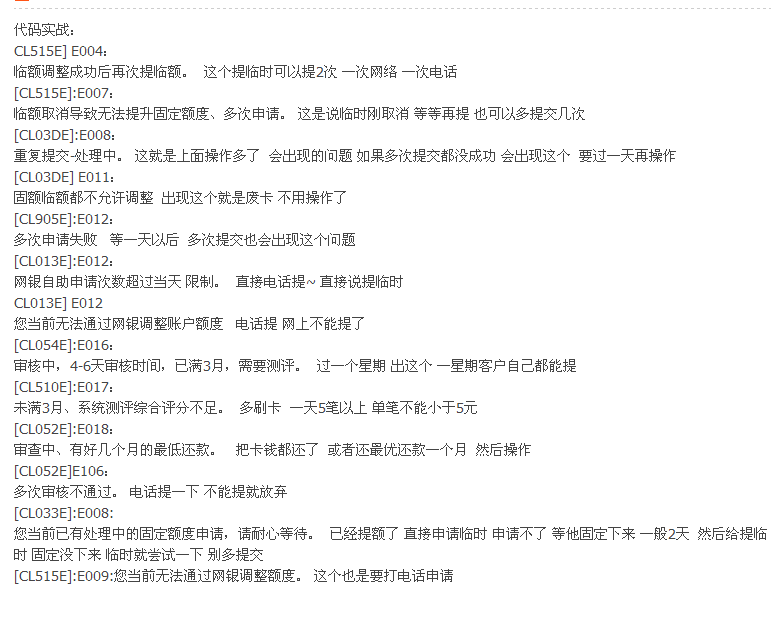 代码实战：
CL515E] E004：
临额调整成功后再次提临额。  这个提临时可以提2次 一次网络 一次电话
[CL515E]:E007：
临额取消导致无法提升固定额度、多次申请。 这是说临时刚取消 等等再提 也可以多提交几次
[CL03DE]:E008：
重复提交-处理中。 这就是上面操作多了  会出现的问题 如果多次提交都没成功 会出现这个  要过一天再操作
[CL03DE] E011：
固额临额都不允许调整  出现这个就是废卡 不用操作了
[CL905E]:E012：
多次申请失败   等一天以后  多次提交也会出现这个问题
[CL013E]:E012：
网银自助申请次数超过当天 限制。  直接电话提~ 直接说提临时
CL013E] E012
您当前无法通过网银调整账户额度   电话提 网上不能提了
[CL054E]:E016：
审核中，4-6天审核时间，已满3月，需要测评。  过一个星期 出这个 一星期客户自己都能提
[CL510E]:E017：
未满3月、系统测评综合评分不足。  多刷卡  一天5笔以上 单笔不能小于5元
[CL052E]:E018：
审查中、有好几个月的最低还款。   把卡钱都还了  或者还最优还款一个月  然后操作
[CL052E]E106：
多次审核不通过。 电话提一下 不能提就放弃
[CL033E]:E008:
您当前已有处理中的固定额度申请，请耐心等待。  已经提额了 直接申请临时 申请不了 等他固定下来 一般2天  然后给提临
时 固定没下来 临时就尝试一下 别多提交
[CL515E]:E009:您当前无法通过网银调整额度。 这个也是要打电话申请